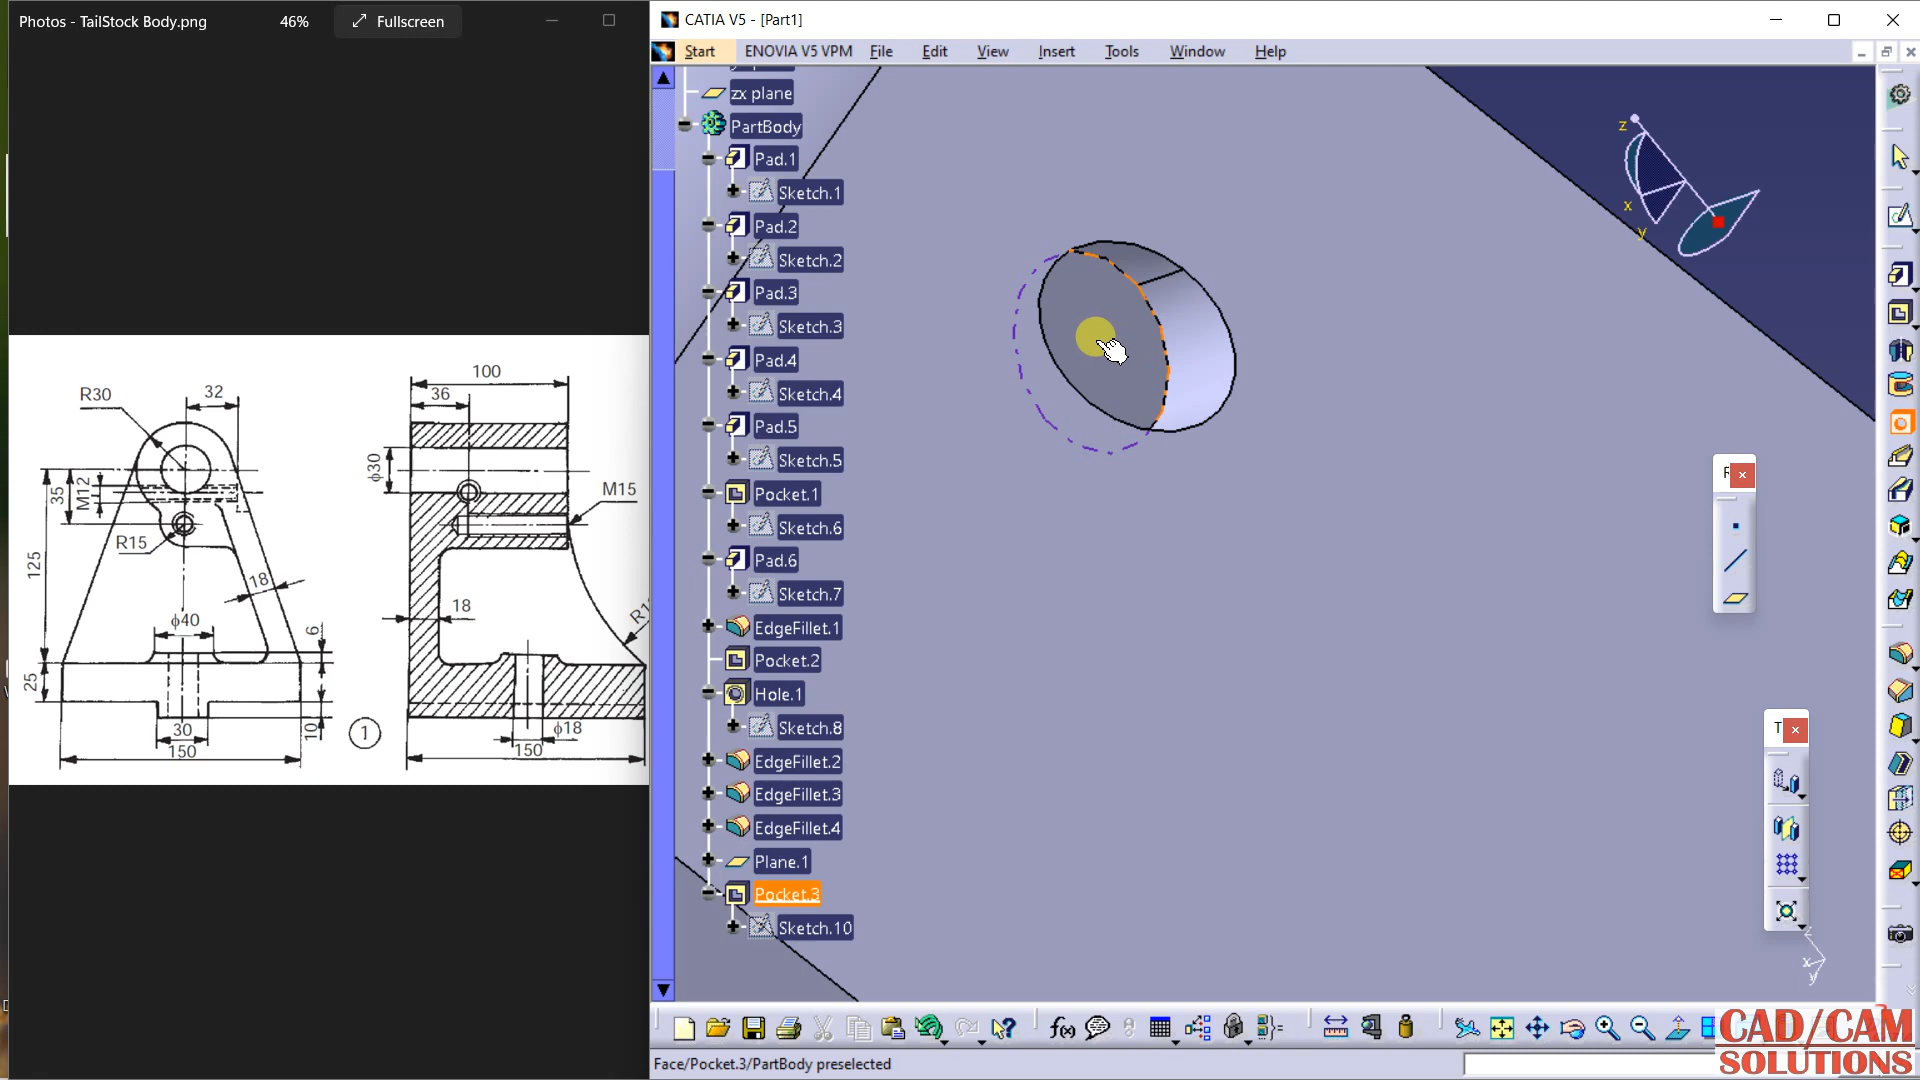 Photos - TailStock Body.png
46%
Fullscreen
R30
32
35
M12
R15
125
18
ϕ40
6
25
30
10
150
1
100
36
ϕ30
M15
18
R1
ϕ18
150
CATIA V5 - [Part1]
Start
ENOVIA V5 VPM
File
Edit
View
Insert
Tools
Window
Help
zx plane
PartBody
Pad.1
Sketch.1
Pad.2
Sketch.2
Pad.3
Sketch.3
Pad.4
Sketch.4
Pad.5
Sketch.5
Pocket.1
Sketch.6
Pad.6
Sketch.7
EdgeFillet.1
Pocket.2
Hole.1
Sketch.8
EdgeFillet.2
EdgeFillet.3
EdgeFillet.4
Plane.1
Pocket.3
Sketch.10
z
x
y
T
z
x
y
f(x)
Face/Pocket.3/PartBody preselected
CAD/CAM
SOLUTIONS